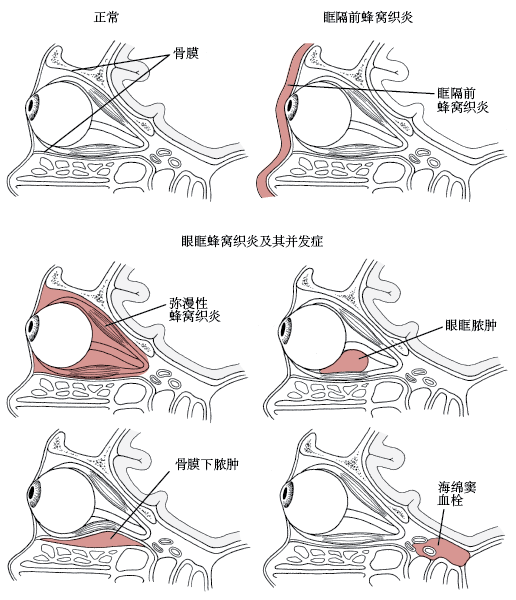 正常
眶隔前蜂窝织炎
骨膜
眶隔前
蜂窝织炎
眼眶蜂窝织炎及其并发症
弥漫性
蜂窝织炎
眼眶脓肿
骨膜下脓肿
海绵窦
血栓